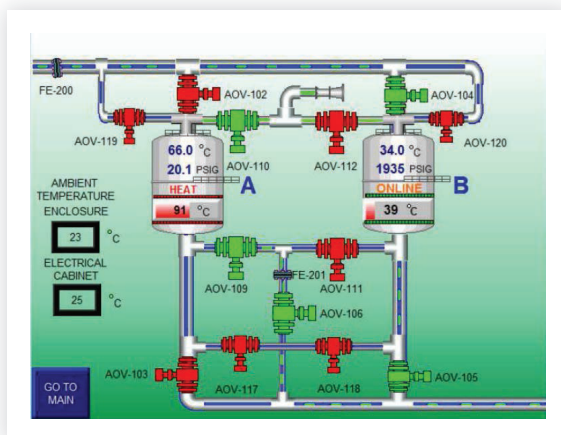 FE-200
AOV-102
AOV-104
AOV-119
AOV-110
AOV-112
AOV-120
66.0 °C
20.1 PSIG
HEAT
91 °C
A
34.0 °C
1935 PSIG
ONLINE
39 °C
B
AMBIENT
TEMPERATURE
ENCLOSURE
23 °C
ELECTRICAL
CABINET
25 °C
AOV-109
FE-201
AOV-111
AOV-106
AOV-103
AOV-117
AOV-118
AOV-105
GO TO
MAIN